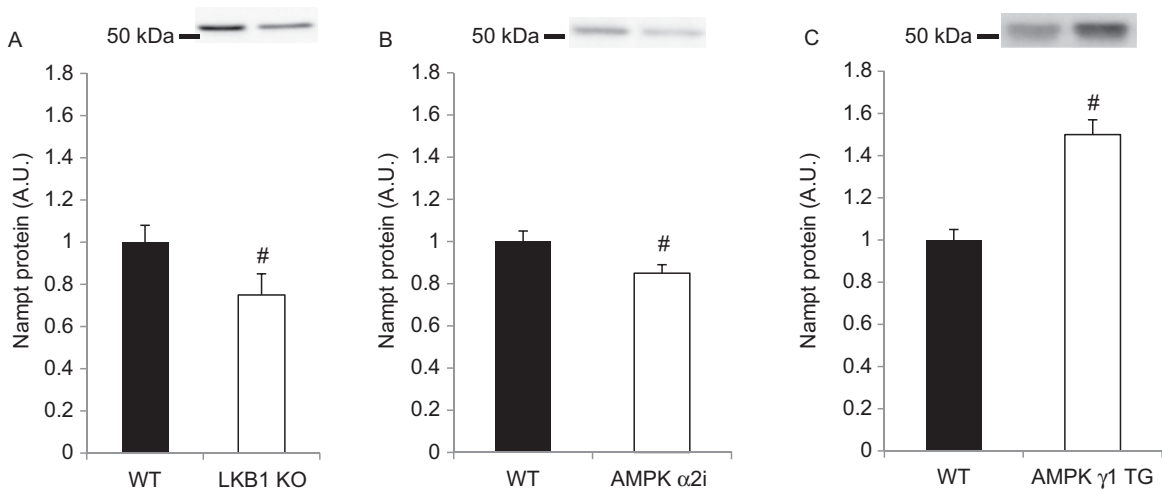 A
50 kDa
Nampt protein (A.U.)
1.8
1.6
1.4
1.2
1
0.8
0.6
0.4
0.2
0
#
WT
LKB1 KO
B
50 kDa
Nampt protein (A.U.)
1.8
1.6
1.4
1.2
1
0.8
0.6
0.4
0.2
0
#
WT
AMPK α2i
C
50 kDa
Nampt protein (A.U.)
1.8
1.6
1.4
1.2
1
0.8
0.6
0.4
0.2
0
#
WT
AMPK γ1 TG